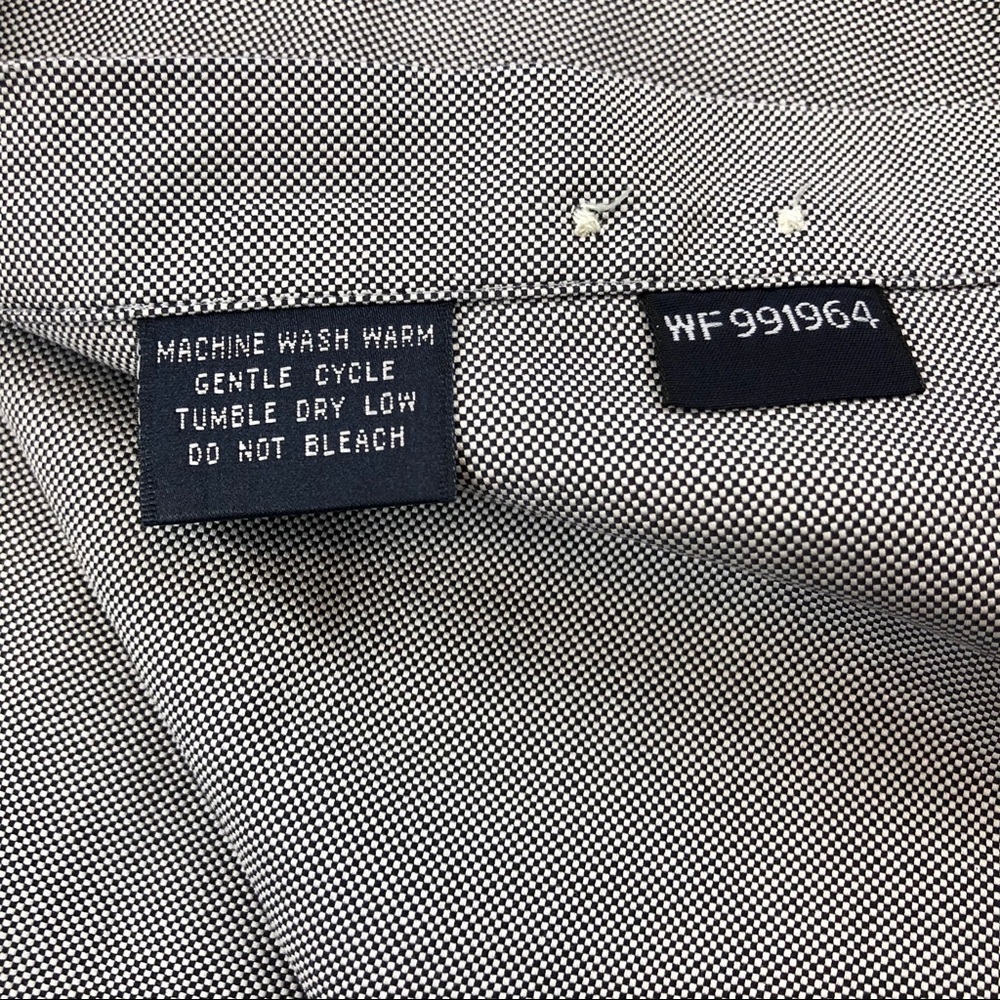 MACHINE WASH WARM
GENTLE CYCLE
TUMBLE DRY LOW
DO NOT BLEACH
WF991964